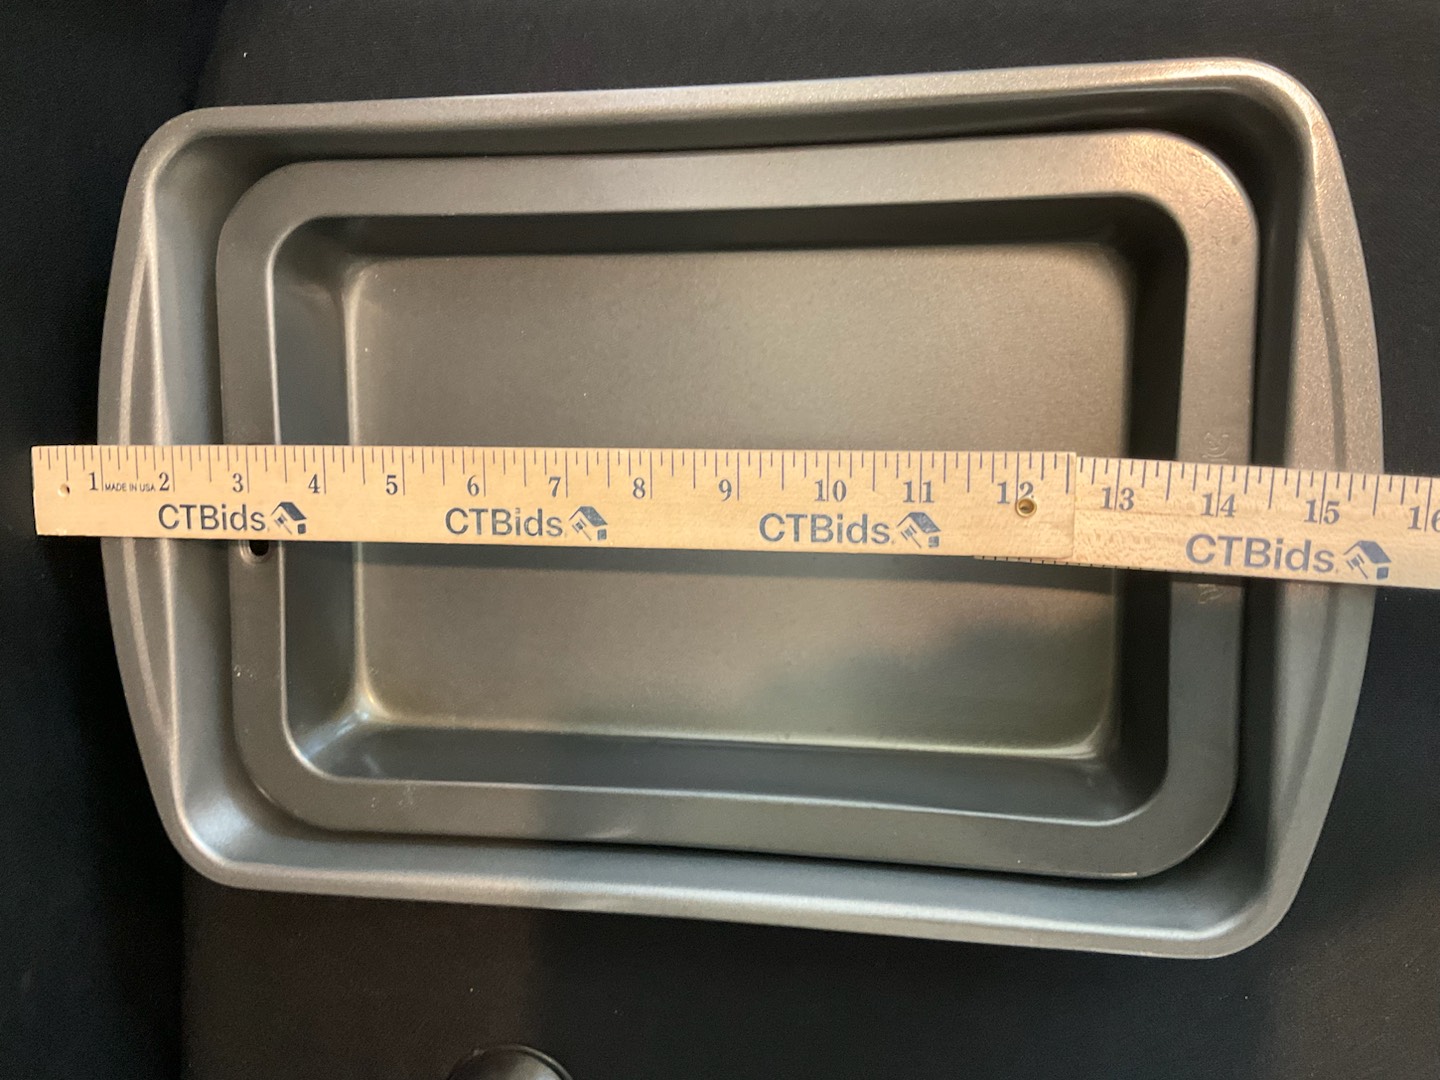 1 MADE IN USA 2 3 4 5 6 7 8 9 10 11 12 13 14 15 16
CTBids. CTBids. CTBids. CTBids.